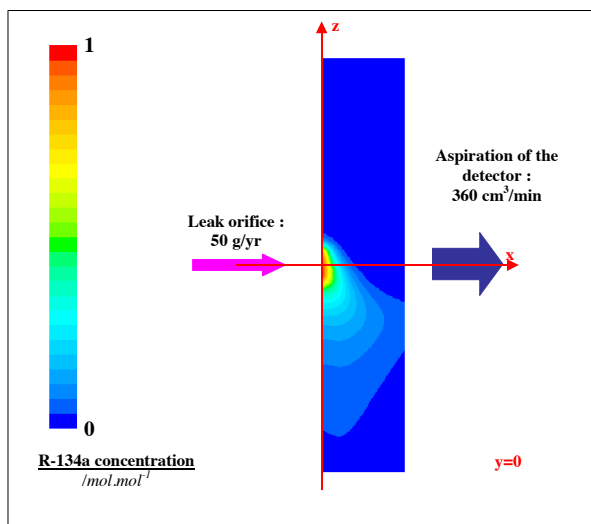 1
z
Aspiration of the
detector :
360 cm³/min
Leak orifice :
50 g/yr
x
0
R-134a concentration
/mol.mol⁻¹
y=0